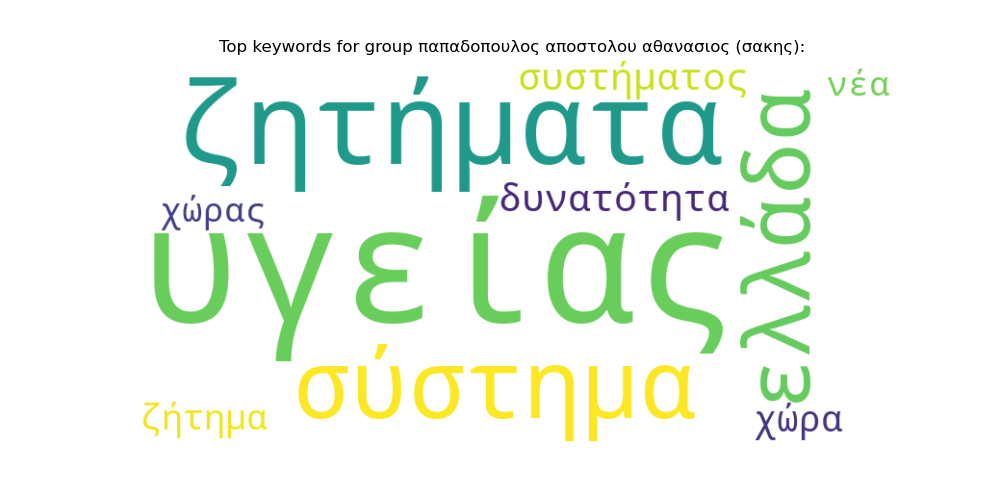 Top keywords for group παπαδοπουλος αποστολου αθανασιος (σακης):
συστήματος
νέα
ζητήματα
ελλάδα
δυνατότητα
χώρας
υγείας
σύστημα
ζήτημα
χώρα